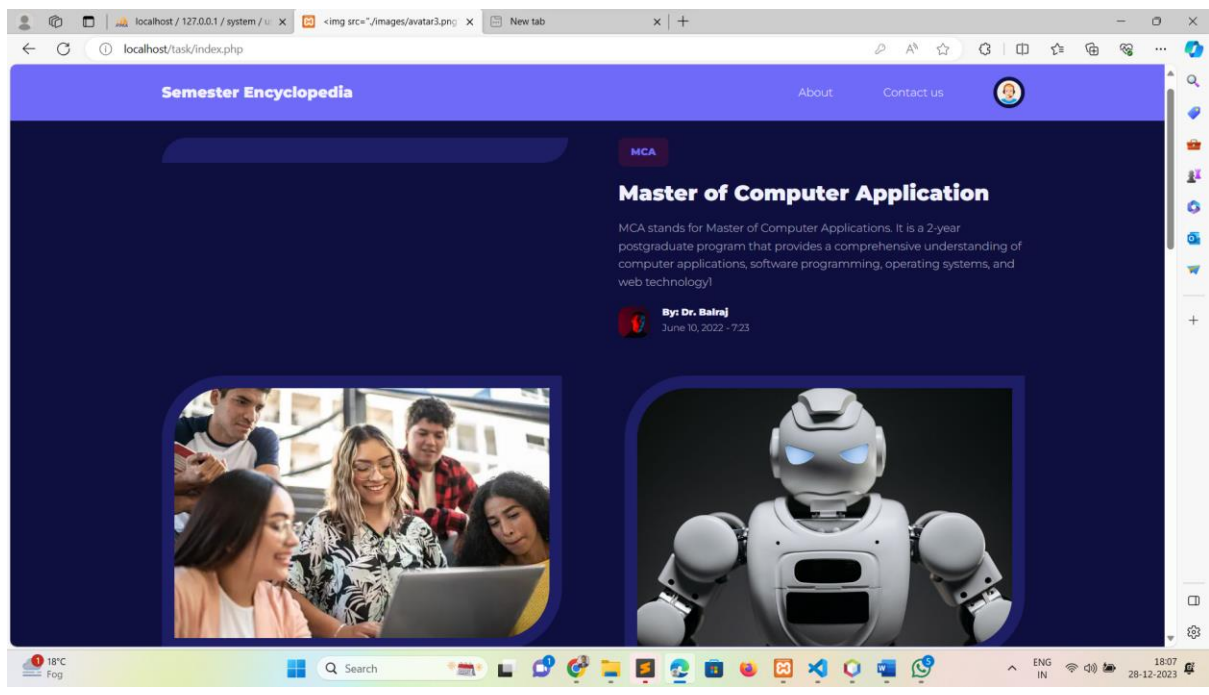 localhost / 127.0.0.1 / system / u
<img src="./images/avatar3.png
New tab
localhost/task/index.php
Semester Encyclopedia
About
Contact us
MCA
Master of Computer Application
MCA stands for Master of Computer Applications. It is a 2-year
postgraduate program that provides a comprehensive understanding of
computer applications, software programming, operating systems, and
web technology1
By: Dr. Balraj
June 10, 2022 - 7:23
1
18°C
Fog
Search
ENG
IN
18:07
28-12-2023